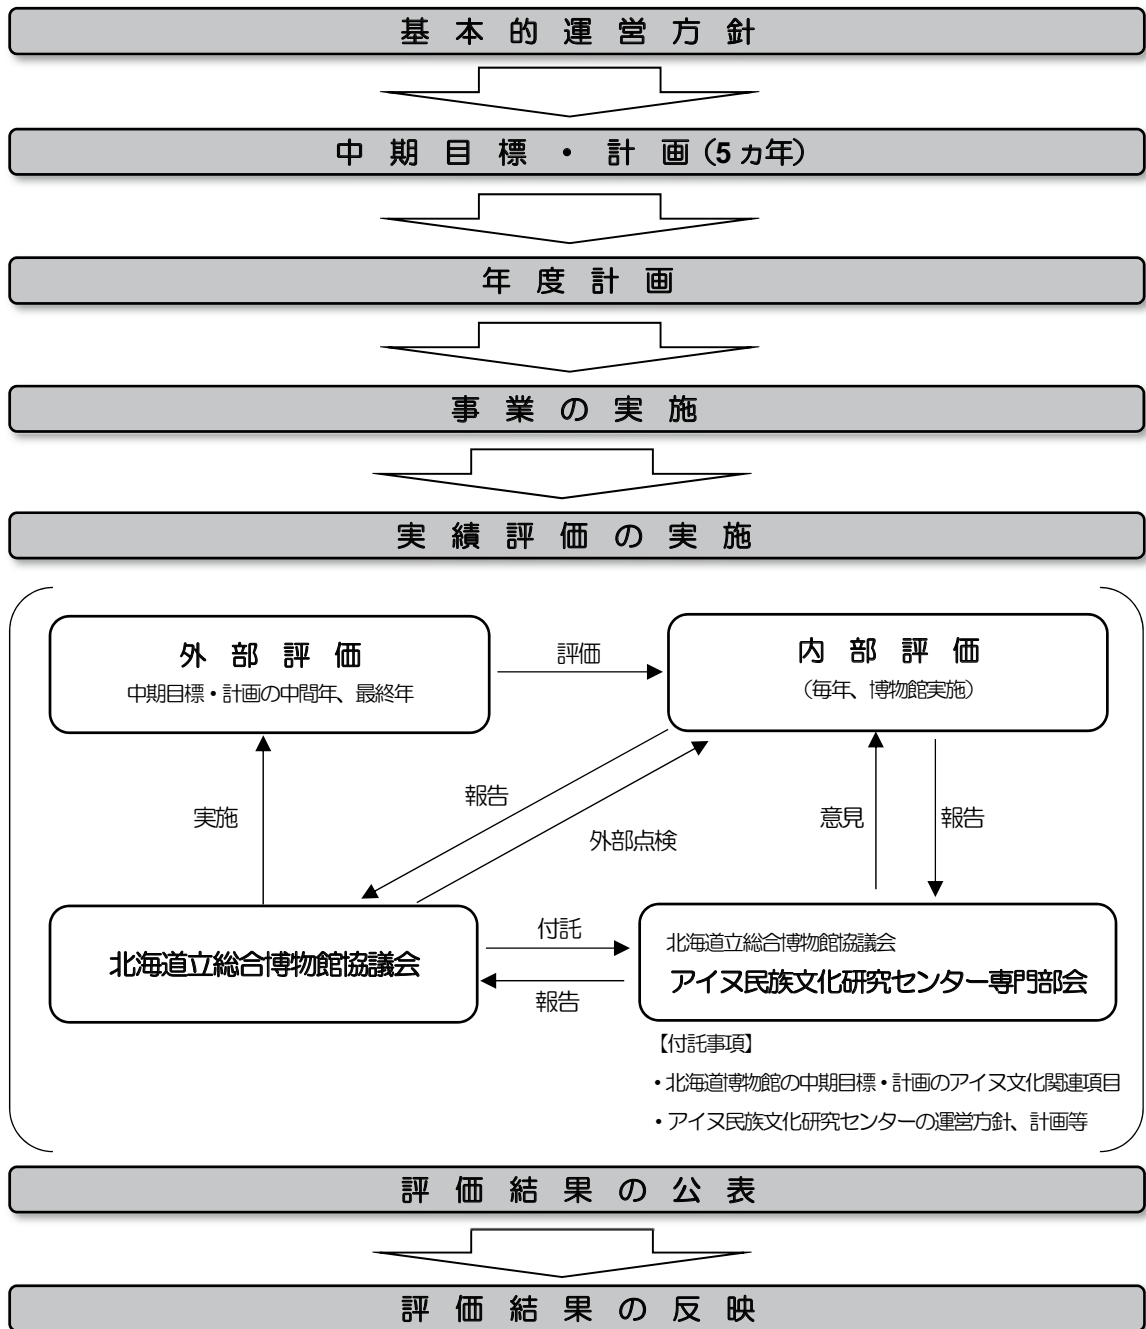 基本的運営方針
中期目標・計画(5ヵ年)
年度計画
事業の実施
実績評価の実施
外部評価
中期目標・計画の中間年、最終年
評価
内部評価
（毎年、博物館実施）
実施
報告
外部点検
意見
報告
北海道立総合博物館協議会
付託
報告
北海道立総合博物館協議会
アイヌ民族文化研究センター専門部会
【付託事項】
・北海道博物館の中期目標・計画のアイヌ文化関連項目
・アイヌ民族文化研究センターの運営方針、計画等
評価結果の公表
評価結果の反映